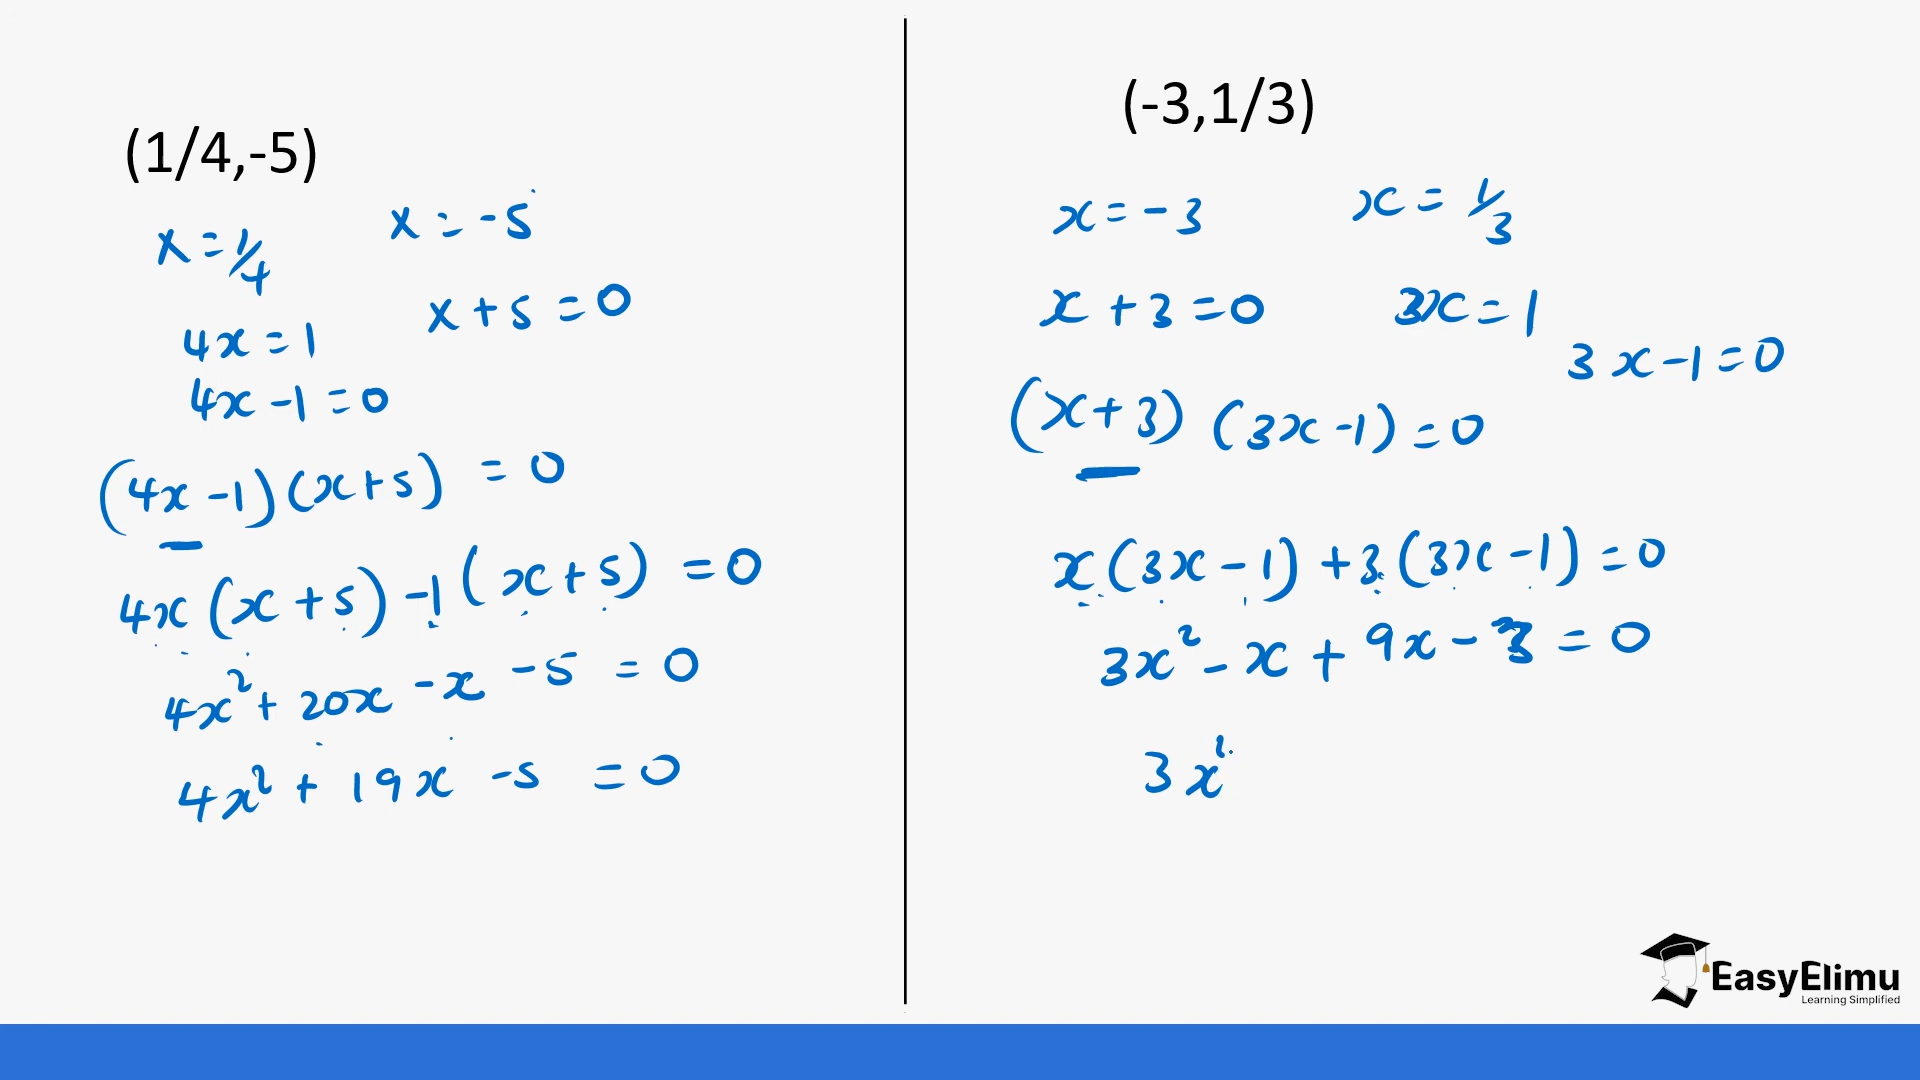 (1/4,-5)
x = 1/4    x = -5
4x = 1    x + 5 = 0
4x - 1 = 0
(4x - 1)(x + 5) = 0
4x(x + 5) - 1(x + 5) = 0
4x² + 20x - x - 5 = 0
4x² + 19x - 5 = 0
(-3,1/3)
x = -3    x = 1/3
x + 3 = 0    3x = 1
3x - 1 = 0
(x + 3)(3x - 1) = 0
x(3x - 1) + 3(3x - 1) = 0
3x² - x + 9x - 3 = 0
3x
EasyElimu
Learning Simplified